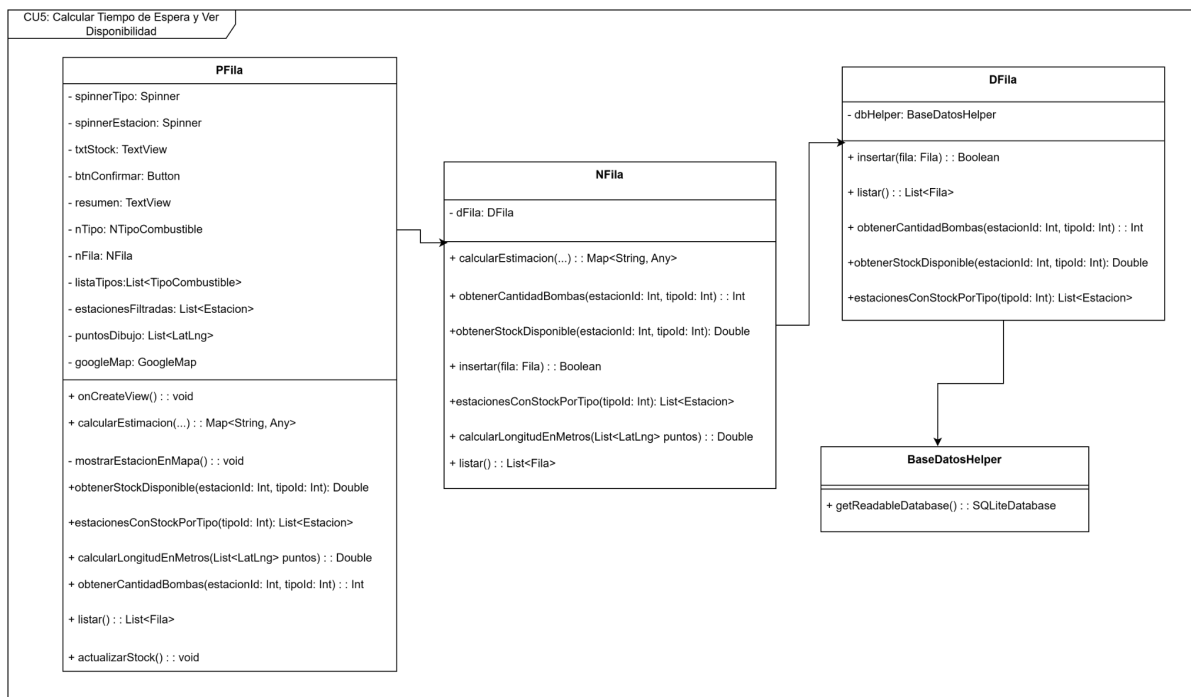 CU5: Calcular Tiempo de Espera y Ver
Disponibilidad
PFila
- spinnerTipo: Spinner
- spinnerEstacion: Spinner
- txtStock: TextView
- btnConfirmar: Button
- resumen: TextView
- nTipo: NTipoCombustible
- nFila: NFila
- listaTipos:List<TipoCombustible>
- estacionesFiltradas: List<Estacion>
- puntosDibujo: List<LatLng>
- googleMap: GoogleMap
+ onCreateView() : : void
+ calcularEstimacion(...) : : Map<String, Any>
- mostrarEstacionEnMapa() : : void
+obtenerStockDisponible(estacionId: Int, tipoId: Int): Double
+estacionesConStockPorTipo(tipoId: Int): List<Estacion>
+ calcularLongitudEnMetros(List<LatLng> puntos) : : Double
+ obtenerCantidadBombas(estacionId: Int, tipoId: Int) : : Int
+ listar() : : List<Fila>
+ actualizarStock() : : void
NFila
- dFila: DFila
+ calcularEstimacion(...) : : Map<String, Any>
+ obtenerCantidadBombas(estacionId: Int, tipoId: Int) : : Int
+obtenerStockDisponible(estacionId: Int, tipoId: Int): Double
+ insertar(fila: Fila) : : Boolean
+estacionesConStockPorTipo(tipoId: Int): List<Estacion>
+ calcularLongitudEnMetros(List<LatLng> puntos) : : Double
+ listar() : : List<Fila>
DFila
- dbHelper: BaseDatosHelper
+ insertar(fila: Fila) : : Boolean
+ listar() : : List<Fila>
+ obtenerCantidadBombas(estacionId: Int, tipoId: Int) : : Int
+obtenerStockDisponible(estacionId: Int, tipoId: Int): Double
+estacionesConStockPorTipo(tipoId: Int): List<Estacion>
BaseDatosHelper
+ getReadableDatabase() : : SQLiteDatabase